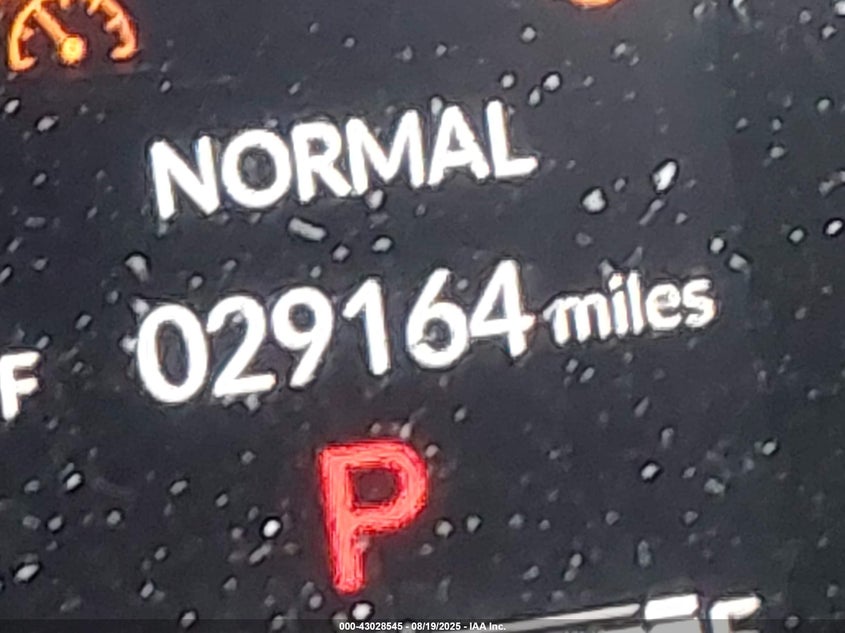 NORMAL
029164 miles
F
P
000-43028545 - 08/19/2025 - IAA Inc.